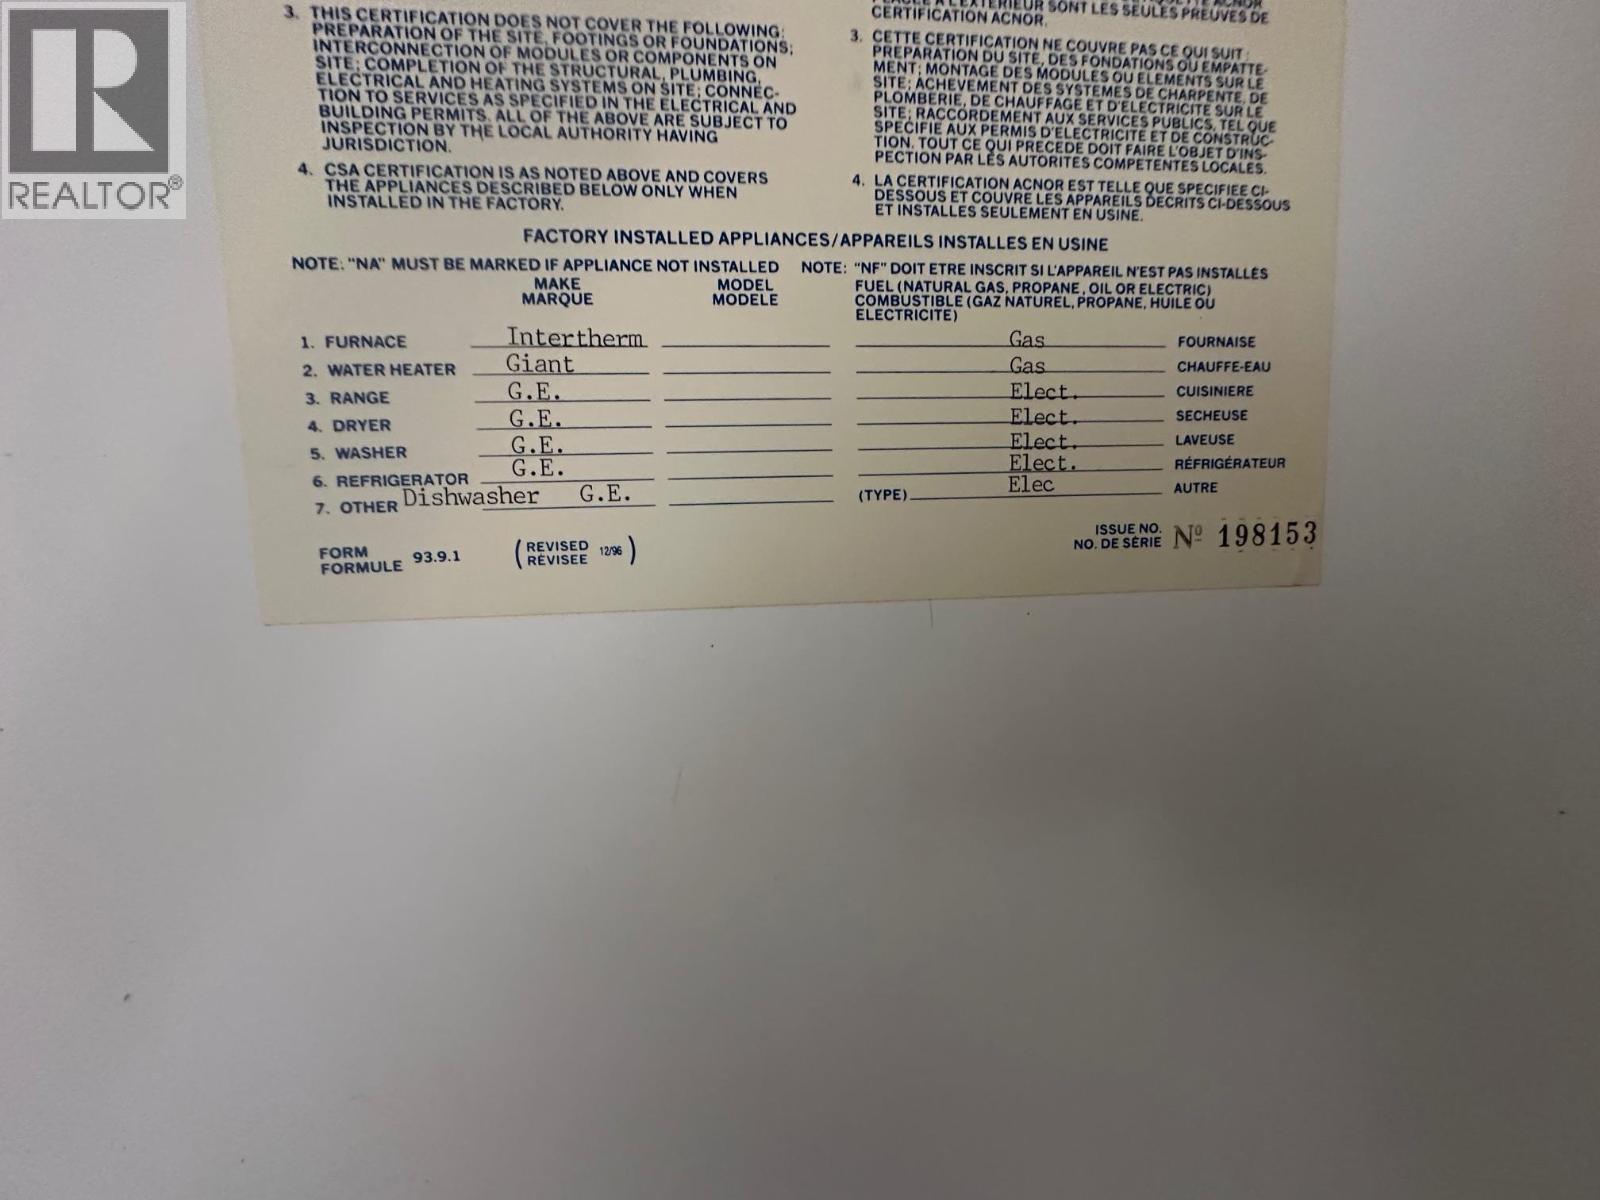 REALTOR®
3. THIS CERTIFICATION DOES NOT COVER THE FOLLOWING:
PREPARATION OF THE SITE, FOOTINGS OR FOUNDATIONS;
INTERCONNECTION OF MODULES OR COMPONENTS ON
SITE; COMPLETION OF THE STRUCTURAL, PLUMBING,
ELECTRICAL AND HEATING SYSTEMS ON SITE; CONNEC-
TION TO SERVICES AS SPECIFIED IN THE ELECTRICAL AND
BUILDING PERMITS. ALL OF THE ABOVE ARE SUBJECT TO
INSPECTION BY THE LOCAL AUTHORITY HAVING
JURISDICTION.
4. CSA CERTIFICATION IS AS NOTED ABOVE AND COVERS
THE APPLIANCES DESCRIBED BELOW ONLY WHEN
INSTALLED IN THE FACTORY.
A L'EXTERIEUR SONT LES SEULES PREUVES DE
CERTIFICATION ACNOR.
3. CETTE CERTIFICATION NE COUVRE PAS CE QUI SUIT :
PREPARATION DU SITE, DES FONDATIONS OU EMPATTE-
MENT; MONTAGE DES MODULES OU ELEMENTS SUR LE
SITE; ACHEVEMENT DES SYSTEMES DE CHARPENTE, DE
PLOMBERIE, DE CHAUFFAGE ET D'ELECTRICITE SUR LE
SITE; RACCORDEMENT AUX SERVICES PUBLICS, TEL QUE
SPECIFIE AUX PERMIS D'ELECTRICITE ET DE CONSTRUC-
TION. TOUT CE QUI PRECEDE DOIT FAIRE L'OBJET D'INS-
PECTION PAR LES AUTORITES COMPETENTES LOCALES.
4. LA CERTIFICATION ACNOR EST TELLE QUE SPECIFIEE CI-
DESSOUS ET COUVRE LES APPAREILS DECRITS CI-DESSOUS
ET INSTALLES SEULEMENT EN USINE.
FACTORY INSTALLED APPLIANCES/APPAREILS INSTALLES EN USINE
NOTE: "NA" MUST BE MARKED IF APPLIANCE NOT INSTALLED NOTE: "NF" DOIT ETRE INSCRIT SI L'APPAREIL N'EST PAS INSTALLÉS
MAKE MODEL FUEL (NATURAL GAS, PROPANE, OIL OR ELECTRIC)
MARQUE MODELE COMBUSTIBLE (GAZ NATUREL, PROPANE, HUILE OU
ELECTRICITE)
1. FURNACE Intertherm Gas FOURNAISE
2. WATER HEATER Giant Gas CHAUFFE-EAU
3. RANGE G.E. Elect. CUISINIERE
4. DRYER G.E. Elect. SECHEUSE
5. WASHER G.E. Elect. LAVEUSE
6. REFRIGERATOR G.E. Elect. RÉFRIGÉRATEUR
7. OTHER Dishwasher G.E. (TYPE) Elec AUTRE
FORM
FORMULE 93.9.1
(REVISED
RÉVISEE 12/96)
ISSUE NO.
NO. DE SÉRIE Nº 198153